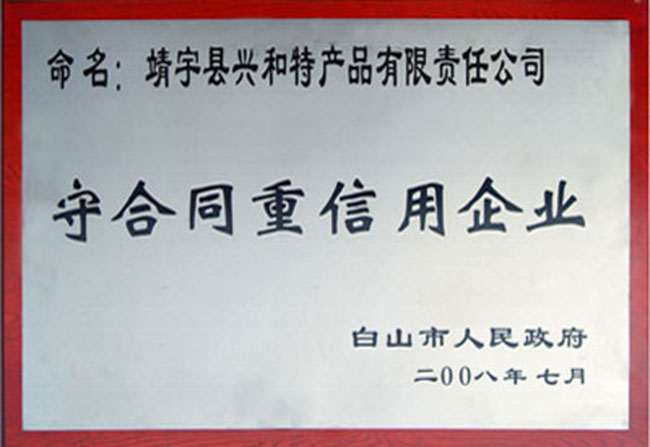 命名：靖宇县兴和特产品有限责任公司
守合同重信用企业
白山市人民政府
二00八年七月